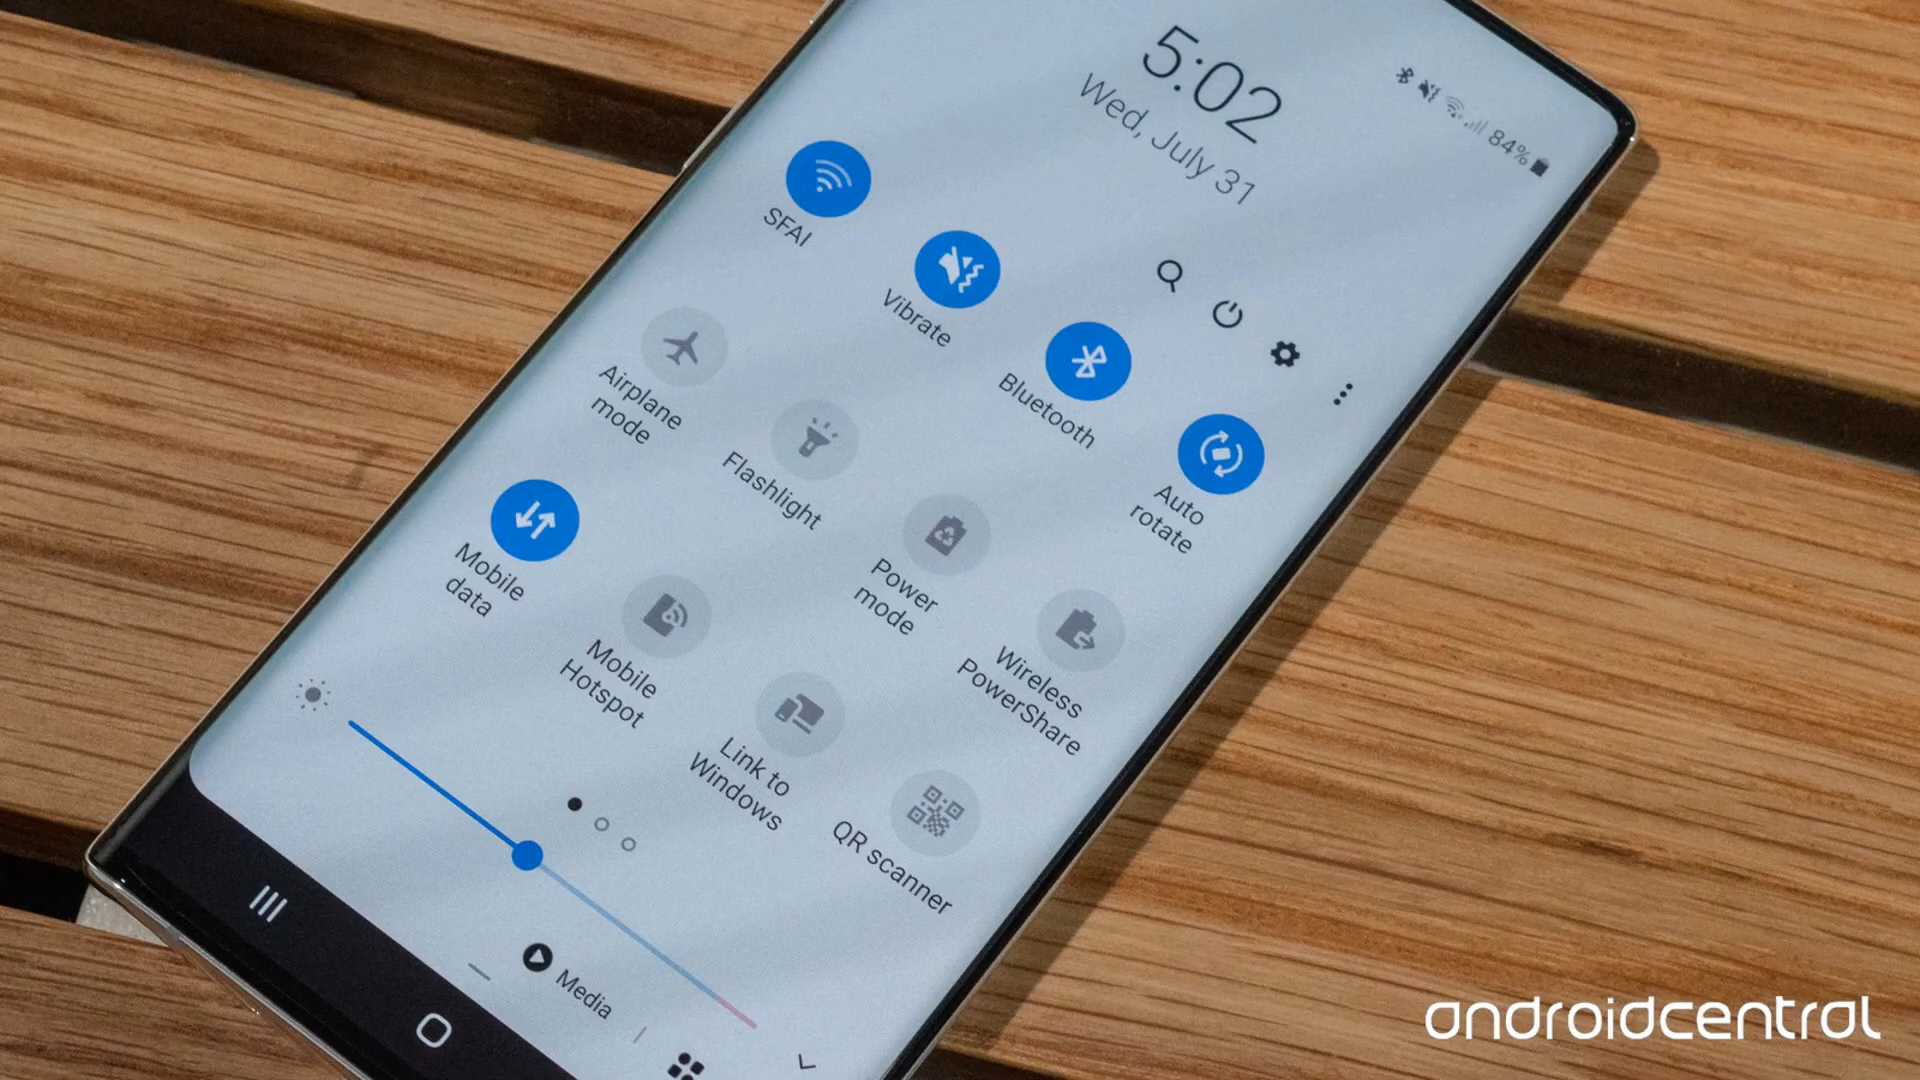 5:02
84%
Wed, July 31
SFAI
Vibrate
Bluetooth
Auto
rotate
Airplane
mode
Flashlight
Power
mode
Wireless
PowerShare
Mobile
data
Mobile
Hotspot
Link to
Windows
QR scanner
Media
androidcentral